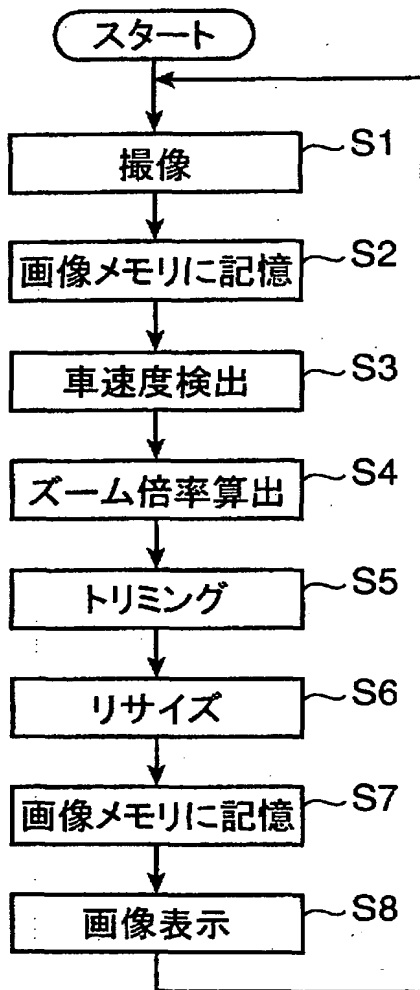 スタート
撮像 S1
画像メモリに記憶 S2
車速度検出 S3
ズーム倍率算出 S4
トリミング S5
リサイズ S6
画像メモリに記憶 S7
画像表示 S8